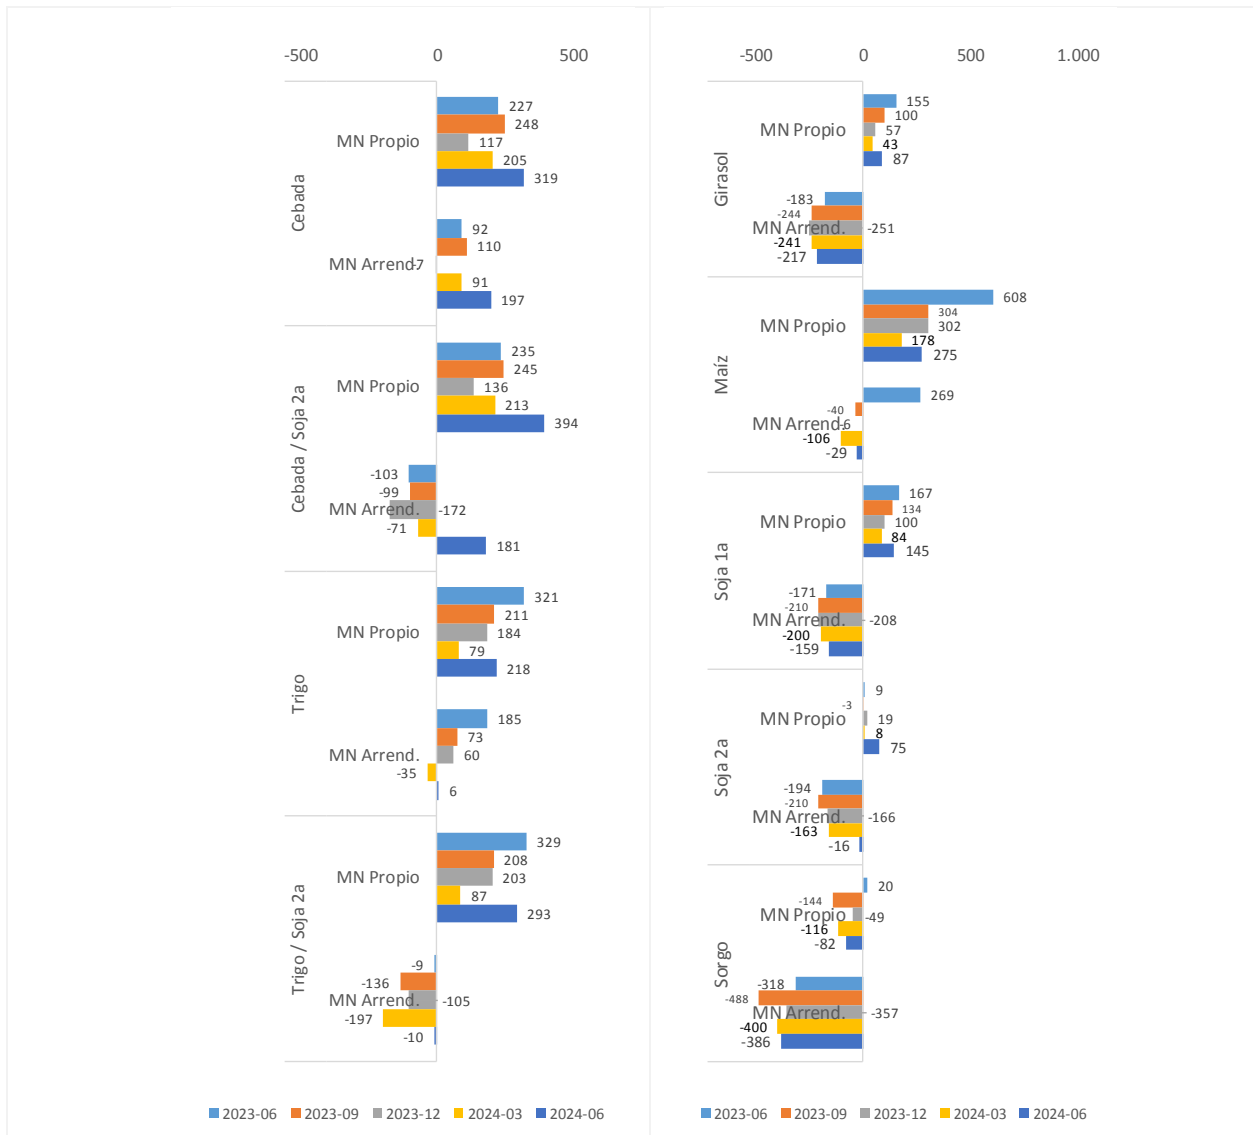 -500 0 500
Cebada
MN Propio
227
248
117
205
319
MN Arrend.
92
110
-7
91
197
Cebada / Soja 2a
MN Propio
235
245
136
213
394
MN Arrend.
-103
-99
-172
-71
181
Trigo
MN Propio
321
211
184
79
218
MN Arrend.
185
73
60
-35
6
Trigo / Soja 2a
MN Propio
329
208
203
87
293
MN Arrend.
-9
-136
-105
-197
-10
2023-06 2023-09 2023-12 2024-03 2024-06
-500 0 500 1.000
Girasol
MN Propio
155
100
57
43
87
MN Arrend.
-183
-244
-251
-241
-217
Maíz
MN Propio
608
304
302
178
275
MN Arrend.
269
-40
-6
-106
-29
Soja 1a
MN Propio
167
134
100
84
145
MN Arrend.
-171
-210
-208
-200
-159
Soja 2a
MN Propio
9
-3
19
8
75
MN Arrend.
-194
-210
-166
-163
-16
Sorgo
MN Propio
20
-144
-49
-116
-82
MN Arrend.
-318
-488
-357
-400
-386
2023-06 2023-09 2023-12 2024-03 2024-06